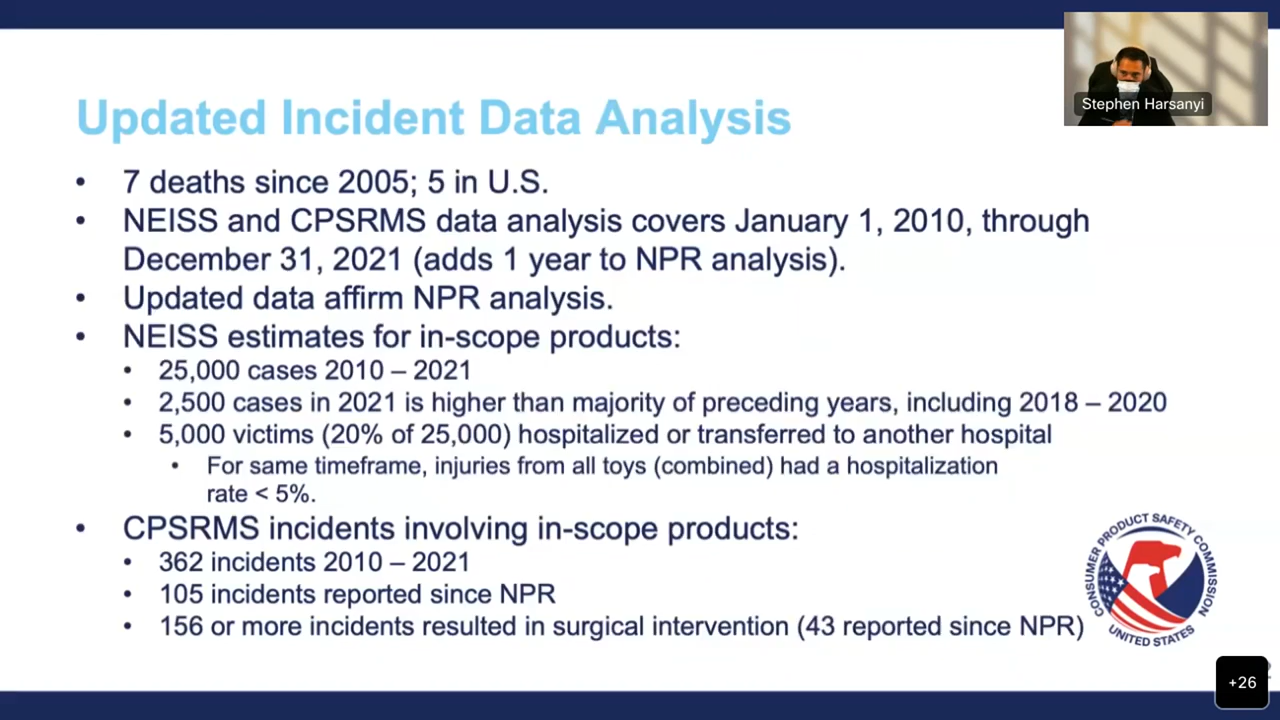 Stephen Harsanyi
Updated Incident Data Analysis
• 7 deaths since 2005; 5 in U.S.
• NEISS and CPSRMS data analysis covers January 1, 2010, through
December 31, 2021 (adds 1 year to NPR analysis).
• Updated data affirm NPR analysis.
• NEISS estimates for in-scope products:
• 25,000 cases 2010 – 2021
• 2,500 cases in 2021 is higher than majority of preceding years, including 2018 – 2020
• 5,000 victims (20% of 25,000) hospitalized or transferred to another hospital
• For same timeframe, injuries from all toys (combined) had a hospitalization
rate < 5%.
• CPSRMS incidents involving in-scope products:
• 362 incidents 2010 – 2021
• 105 incidents reported since NPR
• 156 or more incidents resulted in surgical intervention (43 reported since NPR)
CONSUMER PRODUCT SAFETY COMMISSION
UNITED STATES
+26